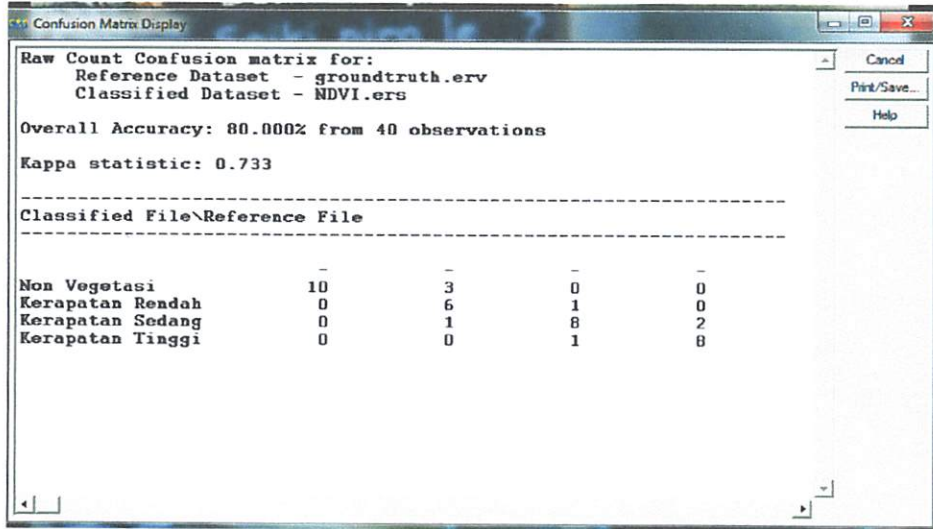 Confusion Matrix Display
Raw Count Confusion matrix for:
Reference Dataset - groundtruth.erv
Classified Dataset - NDVI.ers
Overall Accuracy: 80.000% from 40 observations
Kappa statistic: 0.733
Classified File\Reference File
Non Vegetasi 10 3 0 0
Kerapatan Rendah 0 6 1 0
Kerapatan Sedang 0 1 8 2
Kerapatan Tinggi 0 0 1 8
Cancel
Print/Save...
Help